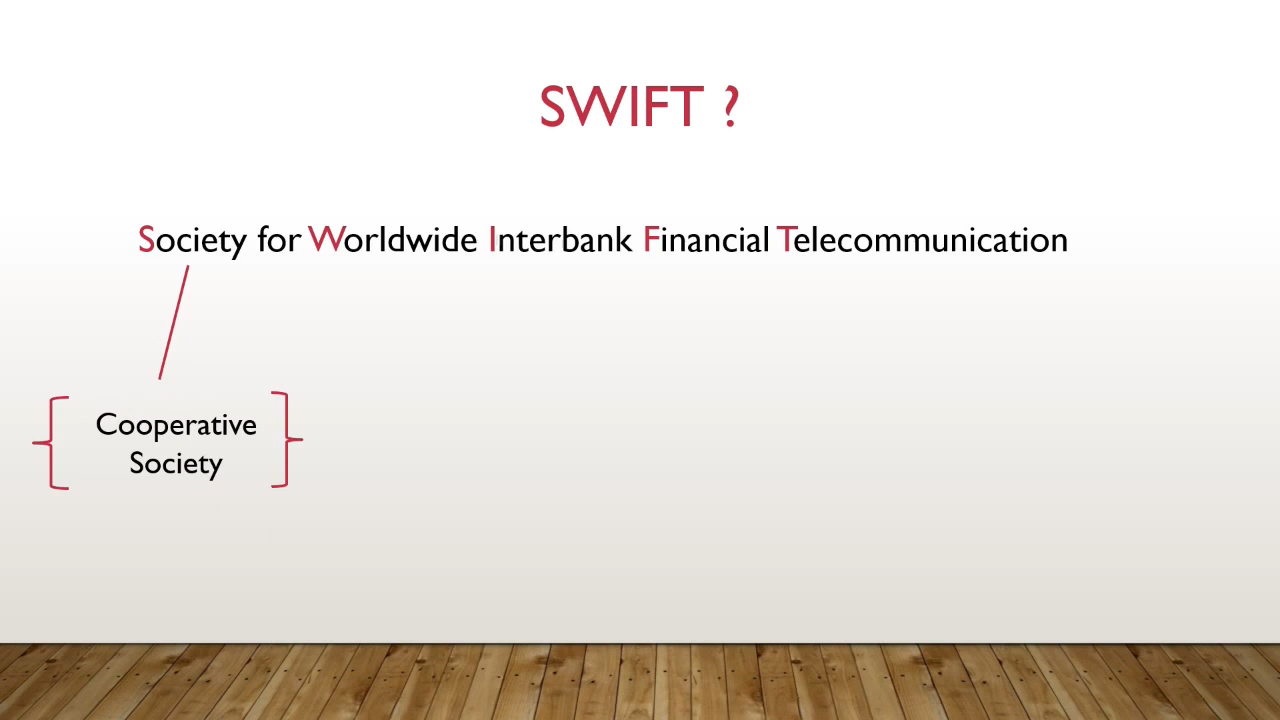 SWIFT ?
Society for Worldwide Interbank Financial Telecommunication
Cooperative
Society